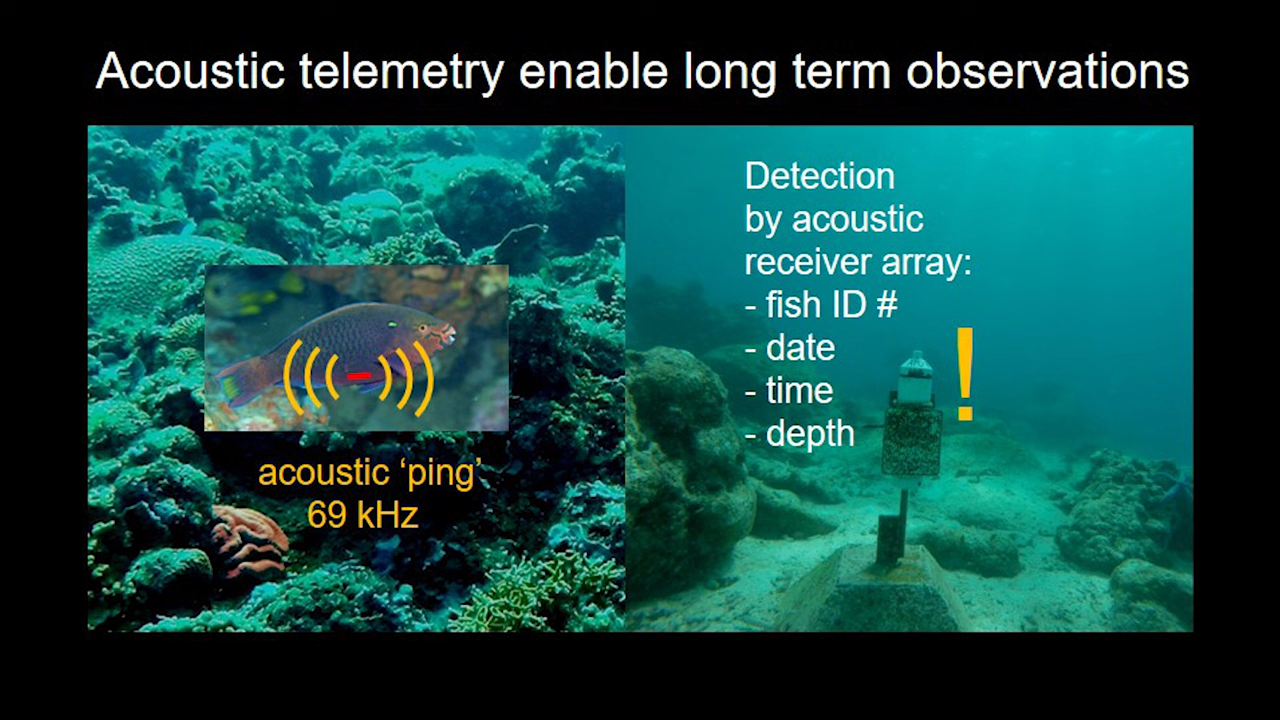 Acoustic telemetry enable long term observations
Detection
by acoustic
receiver array:
- fish ID #
- date
- time
- depth
!
acoustic ‘ping’
69 kHz